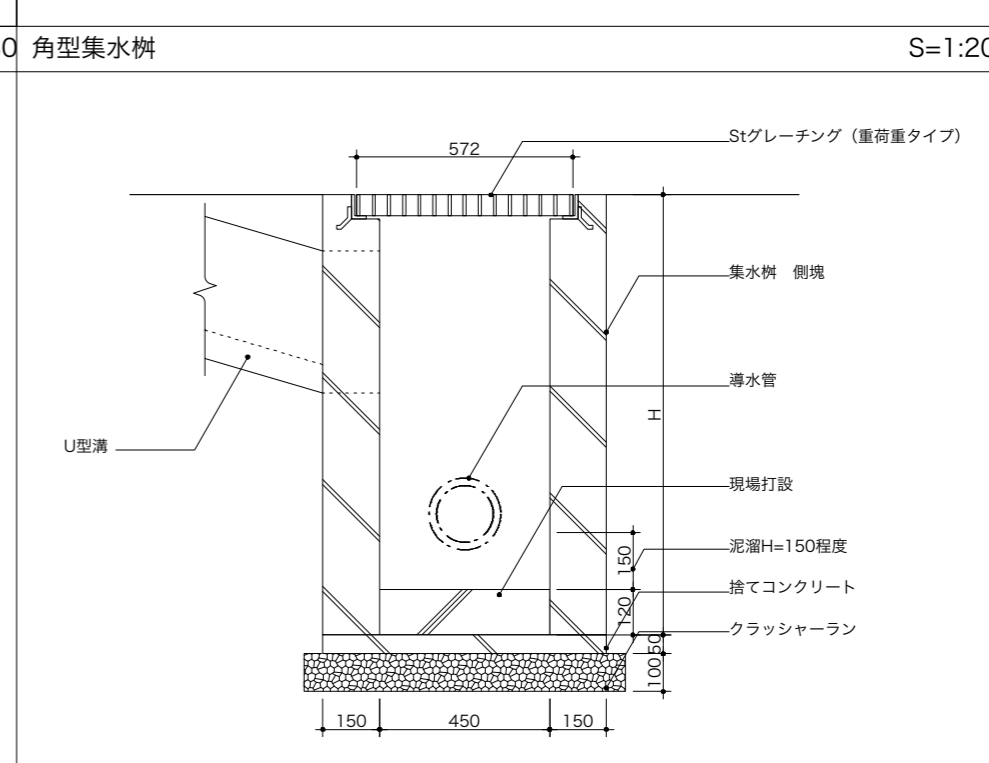 0 角型集水桝 S=1:20
572
Stグレーチング（重荷重タイプ）
集水桝 側塊
導水管
H
U型溝
現場打設
150
泥溜H=150程度
捨てコンクリート
120
クラッシャーラン
50
100
150 450 150